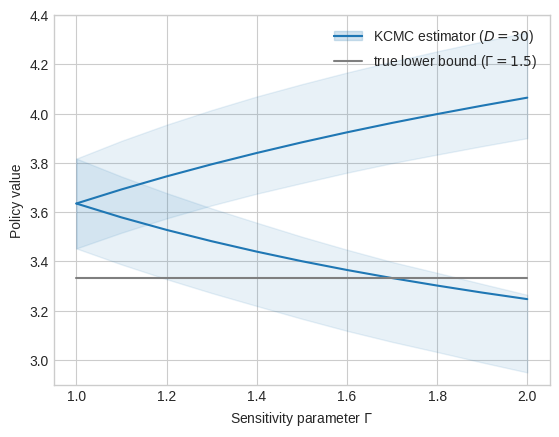 4.4
4.2
4.0
3.8
3.6
3.4
3.2
3.0
Policy value
KCMC estimator (D = 30)
true lower bound (Γ = 1.5)
1.0 1.2 1.4 1.6 1.8 2.0
Sensitivity parameter Γ